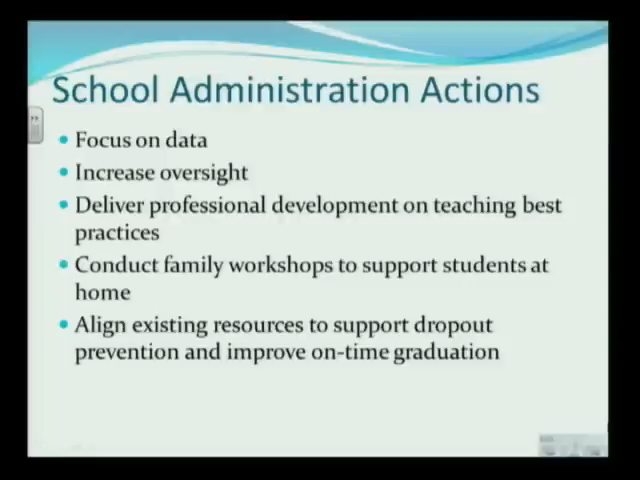 School Administration Actions
• Focus on data
• Increase oversight
• Deliver professional development on teaching best
practices
• Conduct family workshops to support students at
home
• Align existing resources to support dropout
prevention and improve on-time graduation